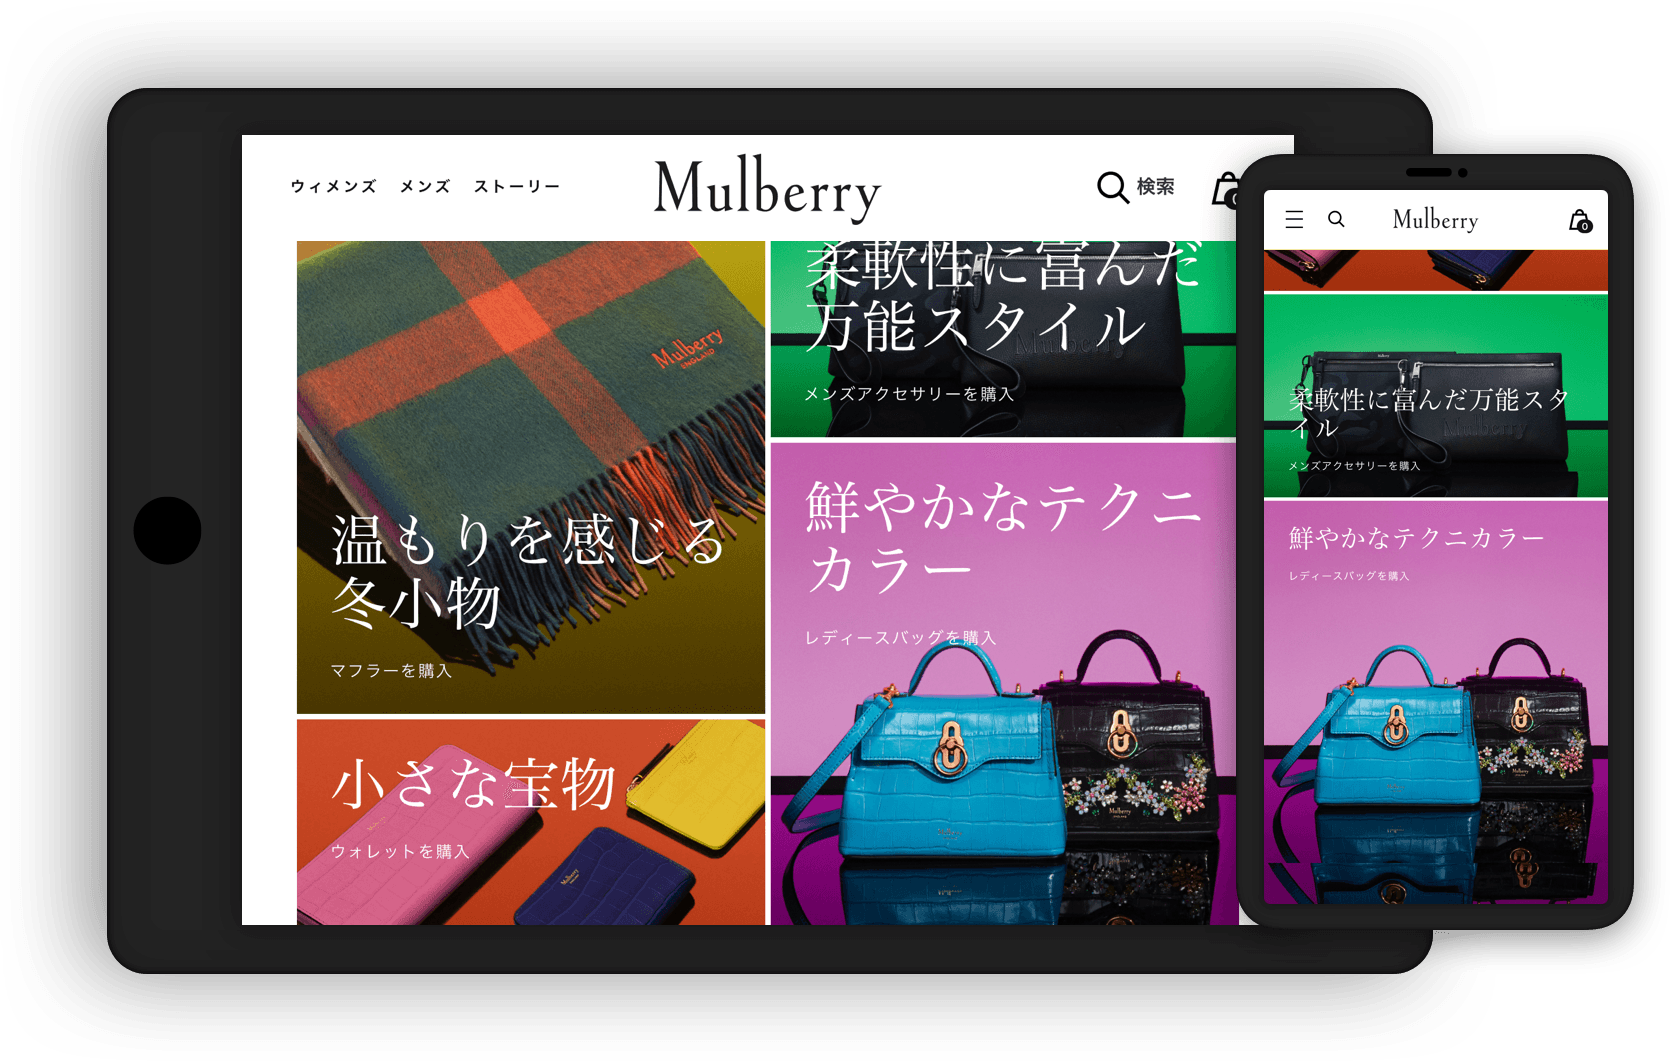 ウィメンズ メンズ ストーリー
Mulberry
検索
Mulberry
ENGLAND
温もりを感じる
冬小物
マフラーを購入
柔軟性に富んだ
万能スタイル
Mulberry
メンズアクセサリーを購入
鮮やかなテクニ
カラー
レディースバッグを購入
Mulberry
小さな宝物
ウォレットを購入
Mulberry
Mulberry
0
柔軟性に富んだ万能スタ
イル
Mulberry
メンズアクセサリーを購入
鮮やかなテクニカラー
レディースバッグを購入
Mulberry